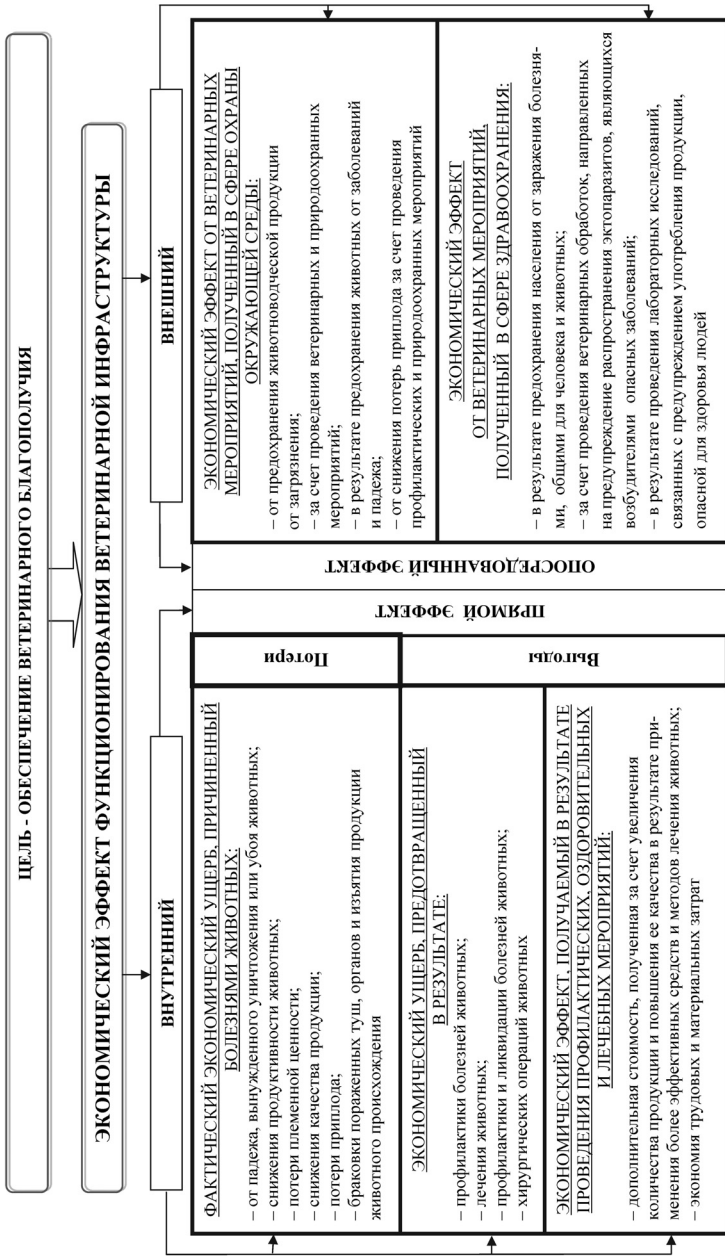 ЦЕЛЬ - ОБЕСПЕЧЕНИЕ ВЕТЕРИНАРНОГО БЛАГОПОЛУЧИЯ
ЭКОНОМИЧЕСКИЙ ЭФФЕКТ ФУНКЦИОНИРОВАНИЯ ВЕТЕРИНАРНОЙ ИНФРАСТРУКТУРЫ
ВНУТРЕННИЙ
ФАКТИЧЕСКИЙ ЭКОНОМИЧЕСКИЙ УЩЕРБ, ПРИЧИНЕННЫЙ
БОЛЕЗНЯМИ ЖИВОТНЫХ:
– от падежа, вынужденного уничтожения или убоя животных;
– снижения продуктивности животных;
– потери племенной ценности;
– снижения качества продукции;
– потери приплода;
– браковки пораженных туш, органов и изъятия продукции
животного происхождения
Потери
ЭКОНОМИЧЕСКИЙ УЩЕРБ, ПРЕДОТВРАЩЕННЫЙ
В РЕЗУЛЬТАТЕ:
– профилактики болезней животных;
– лечения животных;
– профилактики и ликвидации болезней животных;
– хирургических операций животных
ЭКОНОМИЧЕСКИЙ ЭФФЕКТ, ПОЛУЧАЕМЫЙ В РЕЗУЛЬТАТЕ
ПРОВЕДЕНИЯ ПРОФИЛАКТИЧЕСКИХ, ОЗДОРОВИТЕЛЬНЫХ
И ЛЕЧЕБНЫХ МЕРОПРИЯТИЙ:
– дополнительная стоимость, полученная за счет увеличения
количества продукции и повышения ее качества в результате при-
менения более эффективных средств и методов лечения животных;
– экономия трудовых и материальных затрат
Выгоды
ПРЯМОЙ ЭФФЕКТ
ОПОСРЕДОВАННЫЙ ЭФФЕКТ
ВНЕШНИЙ
ЭКОНОМИЧЕСКИЙ ЭФФЕКТ ОТ ВЕТЕРИНАРНЫХ
МЕРОПРИЯТИЙ, ПОЛУЧЕННЫЙ В СФЕРЕ ОХРАНЫ
ОКРУЖАЮЩЕЙ СРЕДЫ:
– от предохранения животноводческой продукции
от загрязнения;
– за счет проведения ветеринарных и природоохранных
мероприятий;
– в результате предохранения животных от заболеваний
и падежа;
– от снижения потерь приплода за счет проведения
профилактических и природоохранных мероприятий
ЭКОНОМИЧЕСКИЙ ЭФФЕКТ
ОТ ВЕТЕРИНАРНЫХ МЕРОПРИЯТИЙ,
ПОЛУЧЕННЫЙ В СФЕРЕ ЗДРАВООХРАНЕНИЯ:
– в результате предохранения населения от заражения болезня-
ми, общими для человека и животных;
– за счет проведения ветеринарных обработок, направленных
на предупреждение распространения эктопаразитов, являющихся
возбудителями опасных заболеваний;
– в результате проведения лабораторных исследований,
связанных с предупреждением употребления продукции,
опасной для здоровья людей